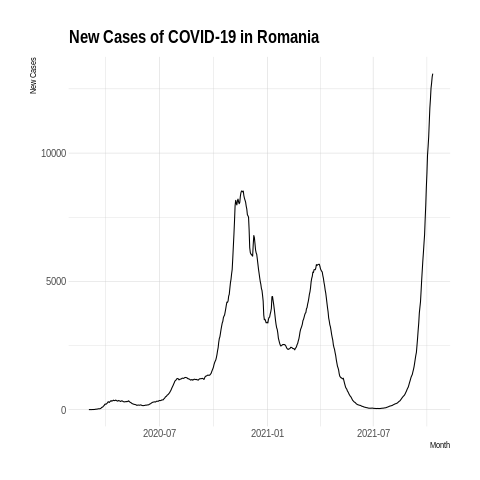 New Cases of COVID-19 in Romania
New Cases
10000
5000
0
2020-07
2021-01
2021-07
Month